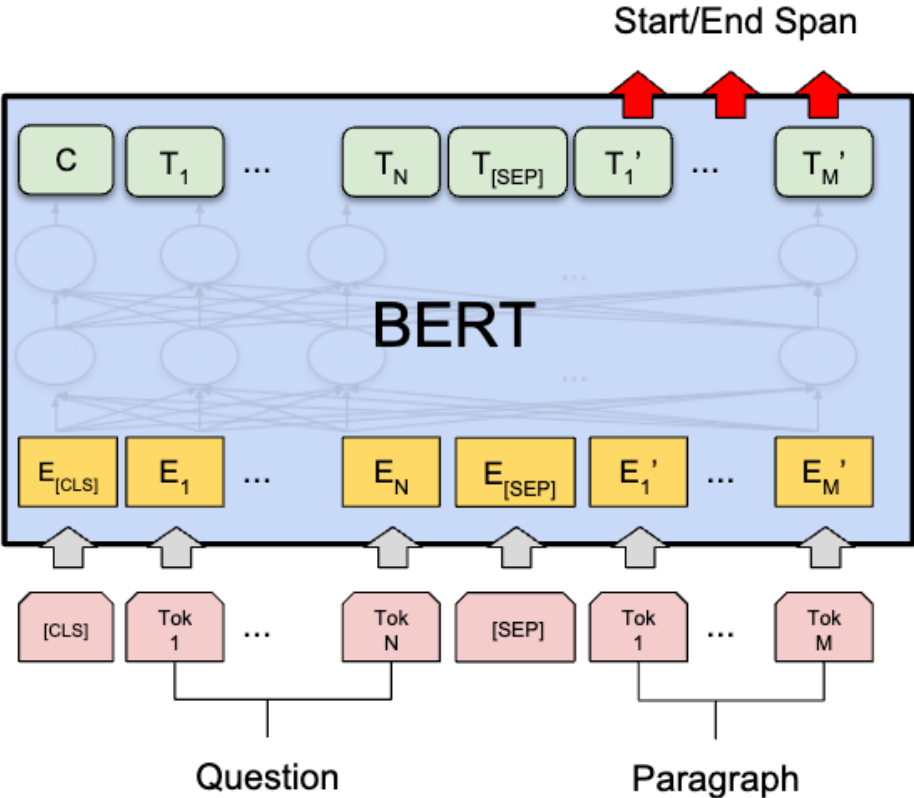 Start/End Span
C T1 ... TN T[SEP] T1’ ... TM’
...
BERT
...
E[CLS] E1 ... EN E[SEP] E1’ ... EM’
[CLS] Tok 1 ... Tok N [SEP] Tok 1 ... Tok M
Question Paragraph